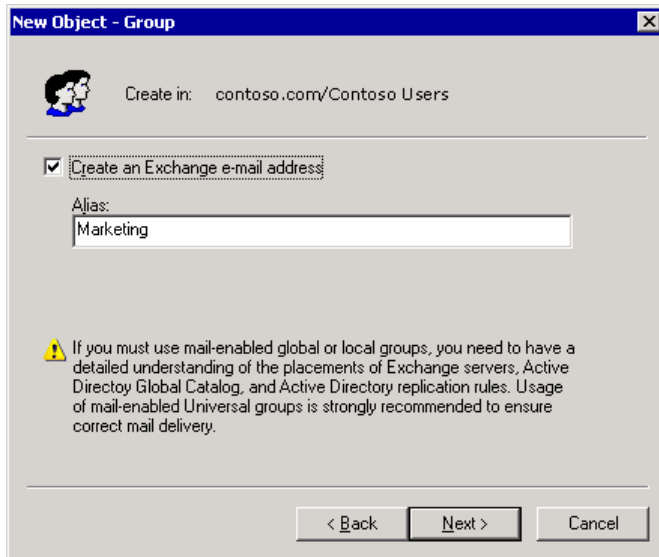 New Object - Group
Create in: contoso.com/Contoso Users
Create an Exchange e-mail address
Alias:
Marketing
If you must use mail-enabled global or local groups, you need to have a
detailed understanding of the placements of Exchange servers, Active
Directoy Global Catalog, and Active Directory replication rules. Usage
of mail-enabled Universal groups is strongly recommended to ensure
correct mail delivery.
< Back Next > Cancel